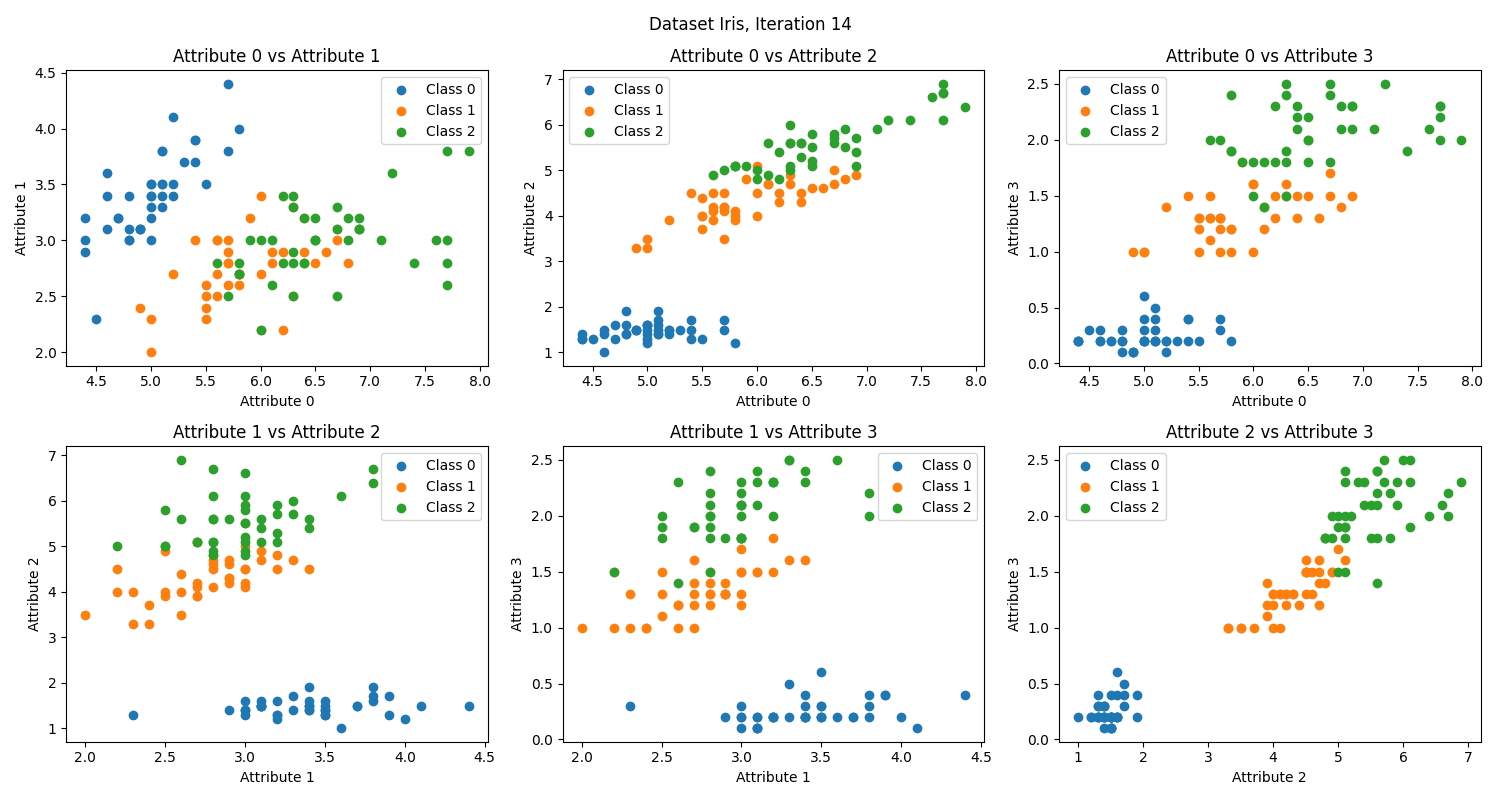 Dataset Iris, Iteration 14
Attribute 0 vs Attribute 1
Attribute 1
4.5
4.0
3.5
3.0
2.5
2.0
Class 0
Class 1
Class 2
4.5 5.0 5.5 6.0 6.5 7.0 7.5 8.0
Attribute 0
Attribute 0 vs Attribute 2
Attribute 2
7
6
5
4
3
2
1
Class 0
Class 1
Class 2
4.5 5.0 5.5 6.0 6.5 7.0 7.5 8.0
Attribute 0
Attribute 0 vs Attribute 3
Attribute 3
2.5
2.0
1.5
1.0
0.5
0.0
Class 0
Class 1
Class 2
4.5 5.0 5.5 6.0 6.5 7.0 7.5 8.0
Attribute 0
Attribute 1 vs Attribute 2
Attribute 2
7
6
5
4
3
2
1
Class 0
Class 1
Class 2
2.0 2.5 3.0 3.5 4.0 4.5
Attribute 1
Attribute 1 vs Attribute 3
Attribute 3
2.5
2.0
1.5
1.0
0.5
0.0
Class 0
Class 1
Class 2
2.0 2.5 3.0 3.5 4.0 4.5
Attribute 1
Attribute 2 vs Attribute 3
Attribute 3
2.5
2.0
1.5
1.0
0.5
0.0
Class 0
Class 1
Class 2
1 2 3 4 5 6 7
Attribute 2